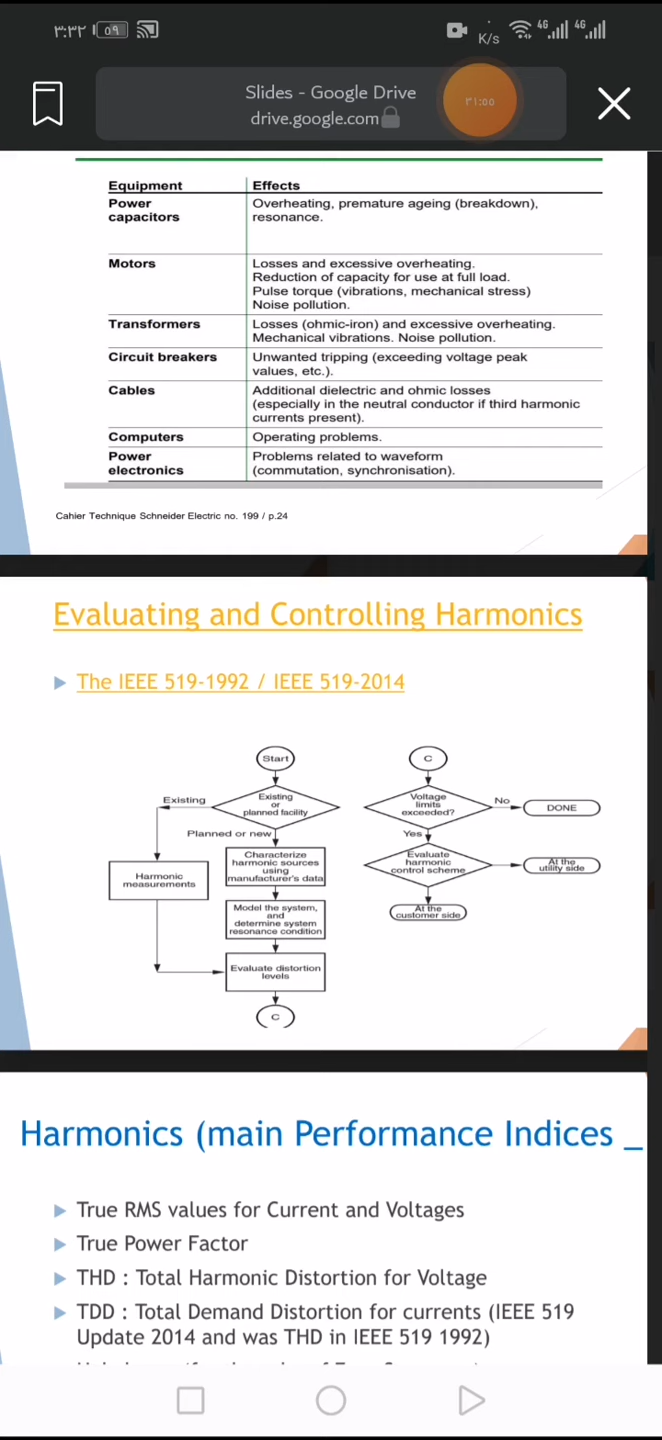 ٣:٣٢
٥٩
K/s
4G
4G
Slides - Google Drive
drive.google.com
٣١:٥٥
Equipment Effects
Power Overheating, premature ageing (breakdown),
capacitors resonance.
Motors Losses and excessive overheating.
Reduction of capacity for use at full load.
Pulse torque (vibrations, mechanical stress)
Noise pollution.
Transformers Losses (ohmic-iron) and excessive overheating.
Mechanical vibrations. Noise pollution.
Circuit breakers Unwanted tripping (exceeding voltage peak
values, etc.).
Cables Additional dielectric and ohmic losses
(especially in the neutral conductor if third harmonic
currents present).
Computers Operating problems.
Power Problems related to waveform
electronics (commutation, synchronisation).
Cahier Technique Schneider Electric no. 199 / p.24
Evaluating and Controlling Harmonics
The IEEE 519-1992 / IEEE 519-2014
Start
Existing
Existing
or
planned facility
Planned or new
Harmonic
measurements
Characterize
harmonic sources
using
manufacturer's data
Model the system,
and
determine system
resonance condition
Evaluate distortion
levels
C
C
Voltage
limits
exceeded?
No
DONE
Yes
Evaluate
harmonic
control scheme
At the
utility side
At the
customer side
Harmonics (main Performance Indices _
True RMS values for Current and Voltages
True Power Factor
THD : Total Harmonic Distortion for Voltage
TDD : Total Demand Distortion for currents (IEEE 519
Update 2014 and was THD in IEEE 519 1992)